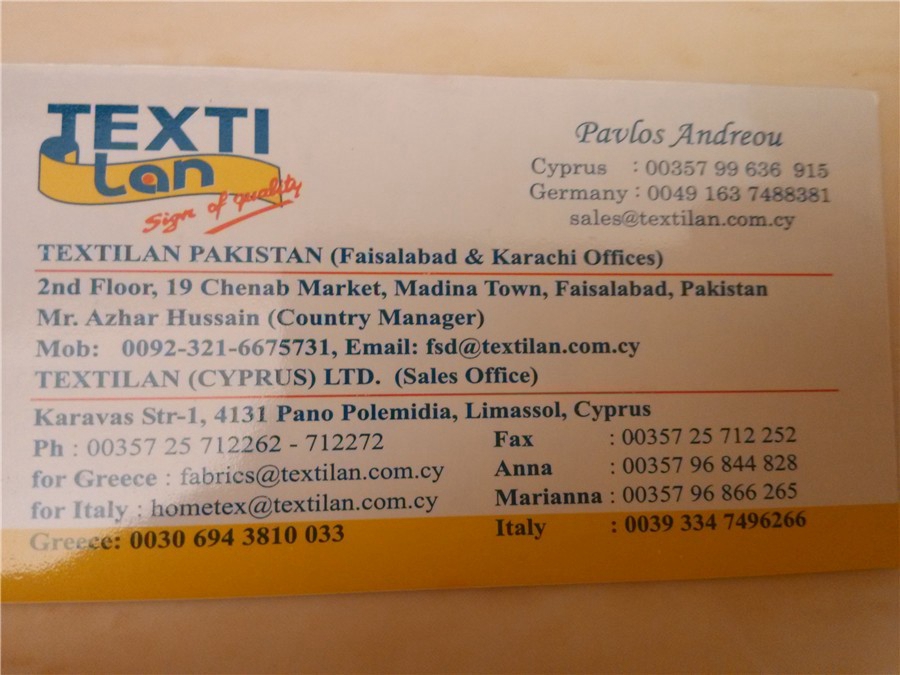 TEXTI
Lan
Sign of quality
Pavlos Andreou
Cyprus : 00357 99 636 915
Germany : 0049 163 7488381
sales@textilan.com.cy
TEXTILAN PAKISTAN (Faisalabad & Karachi Offices)
2nd Floor, 19 Chenab Market, Madina Town, Faisalabad, Pakistan
Mr. Azhar Hussain (Country Manager)
Mob: 0092-321-6675731, Email: fsd@textilan.com.cy
TEXTILAN (CYPRUS) LTD. (Sales Office)
Karavas Str-1, 4131 Pano Polemidia, Limassol, Cyprus
Ph : 00357 25 712262 - 712272
Fax : 00357 25 712 252
for Greece : fabrics@textilan.com.cy
Anna : 00357 96 844 828
for Italy : hometex@textilan.com.cy
Marianna : 00357 96 866 265
Greece: 0030 694 3810 033
Italy : 0039 334 7496266